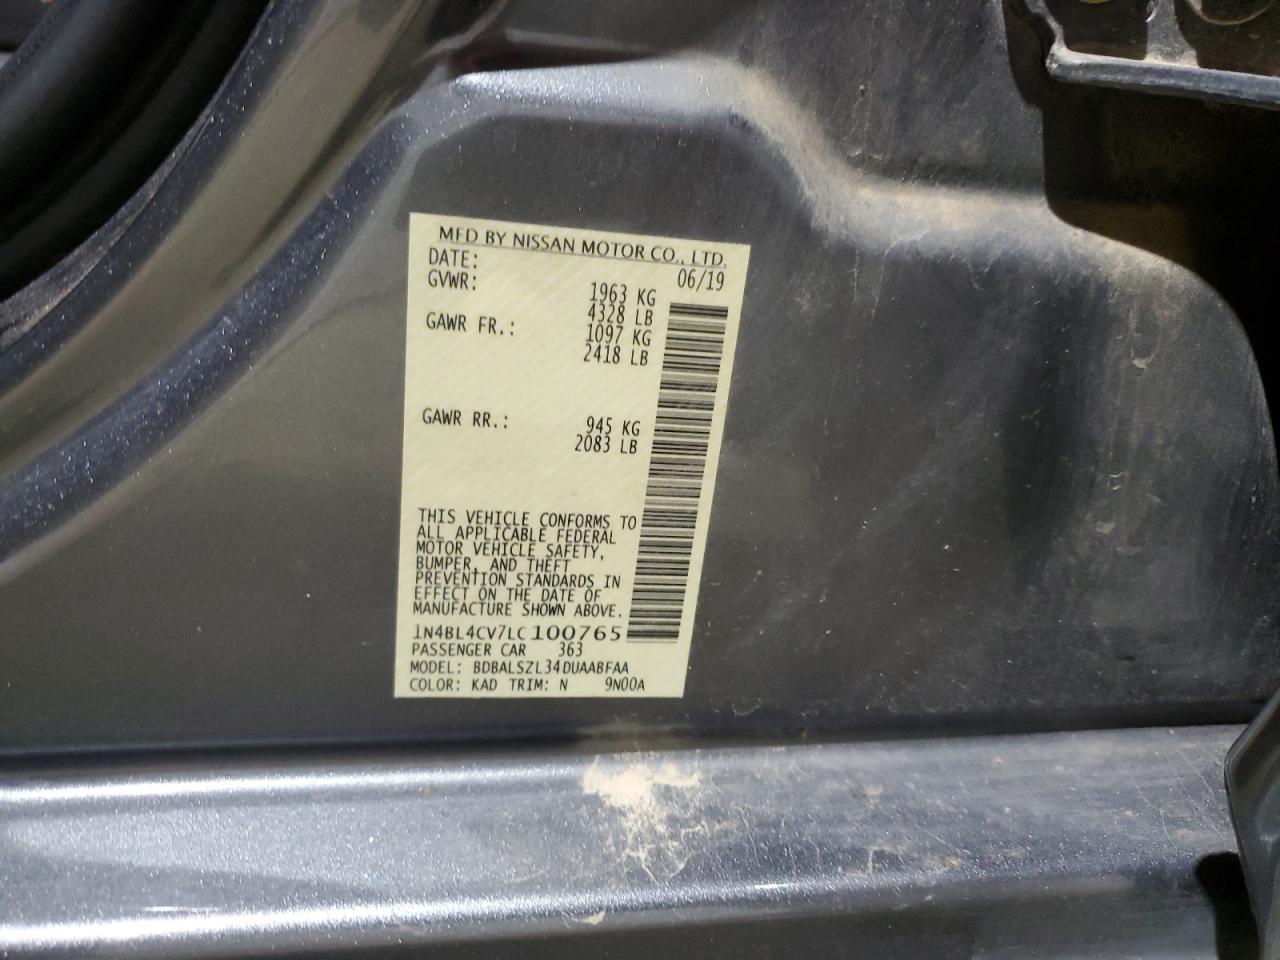 MFD BY NISSAN MOTOR CO., LTD.
DATE: 06/19
GVWR: 1963 KG
4328 LB
GAWR FR.: 1097 KG
2418 LB
GAWR RR.: 945 KG
2083 LB
THIS VEHICLE CONFORMS TO
ALL APPLICABLE FEDERAL
MOTOR VEHICLE SAFETY,
BUMPER, AND THEFT
PREVENTION STANDARDS IN
EFFECT ON THE DATE OF
MANUFACTURE SHOWN ABOVE.
1N4BL4CV7LC100765
PASSENGER CAR 363
MODEL: BDBALSZL34DUAABFAA
COLOR: KAD TRIM: N 9N00A